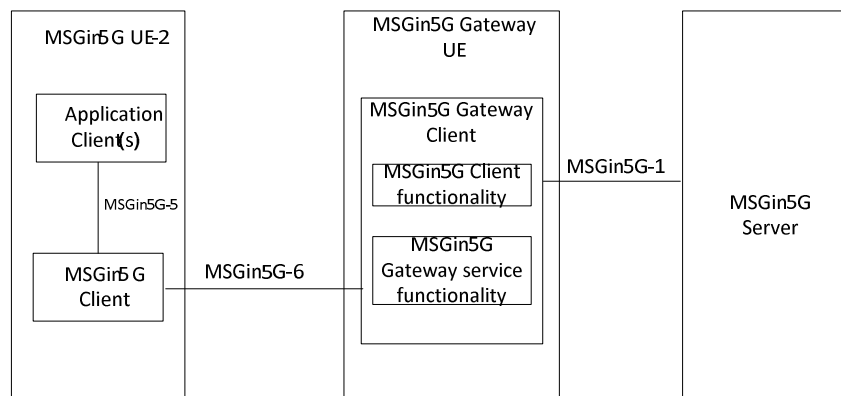 MSGin5G UE-2
Application
Client(s)
MSGin5G-5
MSGin5G
Client
MSGin5G-6
MSGin5G Gateway
UE
MSGin5G Gateway
Client
MSGin5G Client
functionality
MSGin5G
Gateway service
functionality
MSGin5G-1
MSGin5G
Server